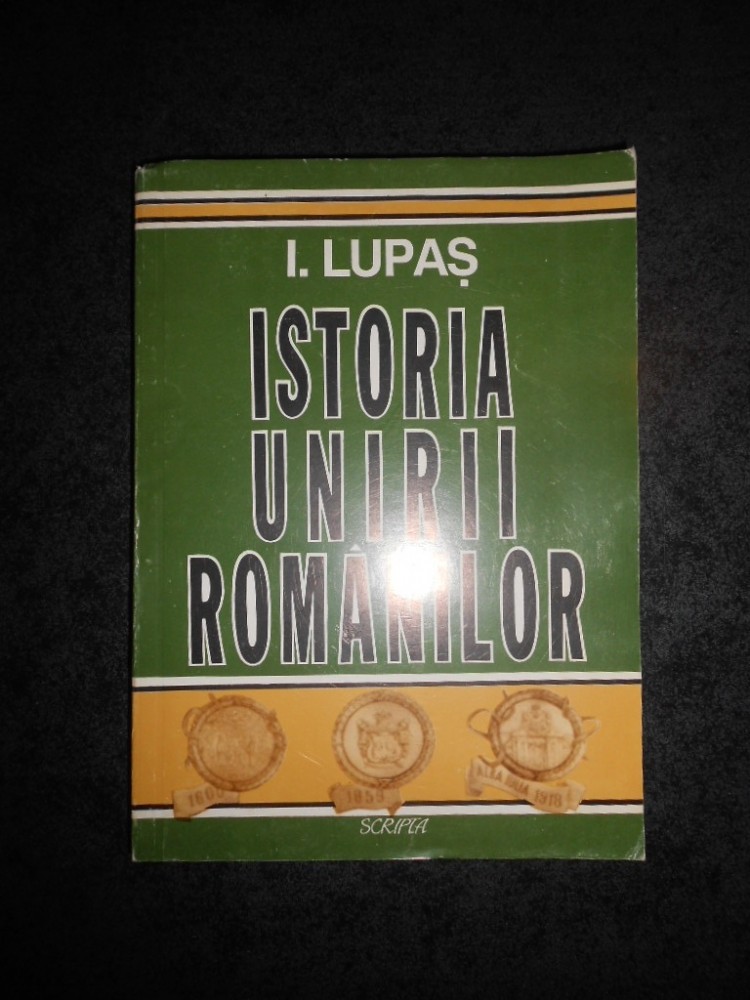 I. LUPAȘ
ISTORIA
UNIRII
ROMÂNILOR
1600
1859
ALBA IULIA 1918
SCRIPTA